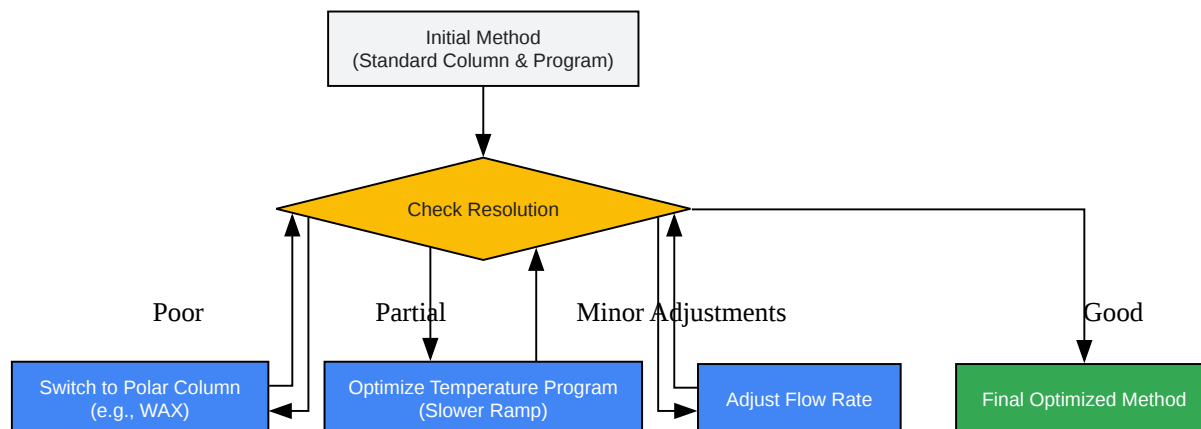 Initial Method
(Standard Column & Program)
Check Resolution
Poor
Partial
Minor Adjustments
Good
Switch to Polar Column
(e.g., WAX)
Optimize Temperature Program
(Slower Ramp)
Adjust Flow Rate
Final Optimized Method